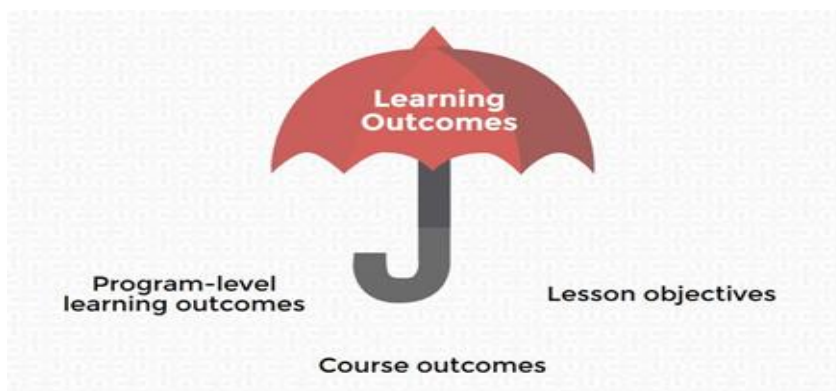 Learning
Outcomes
Program-level
learning outcomes
Lesson objectives
Course outcomes